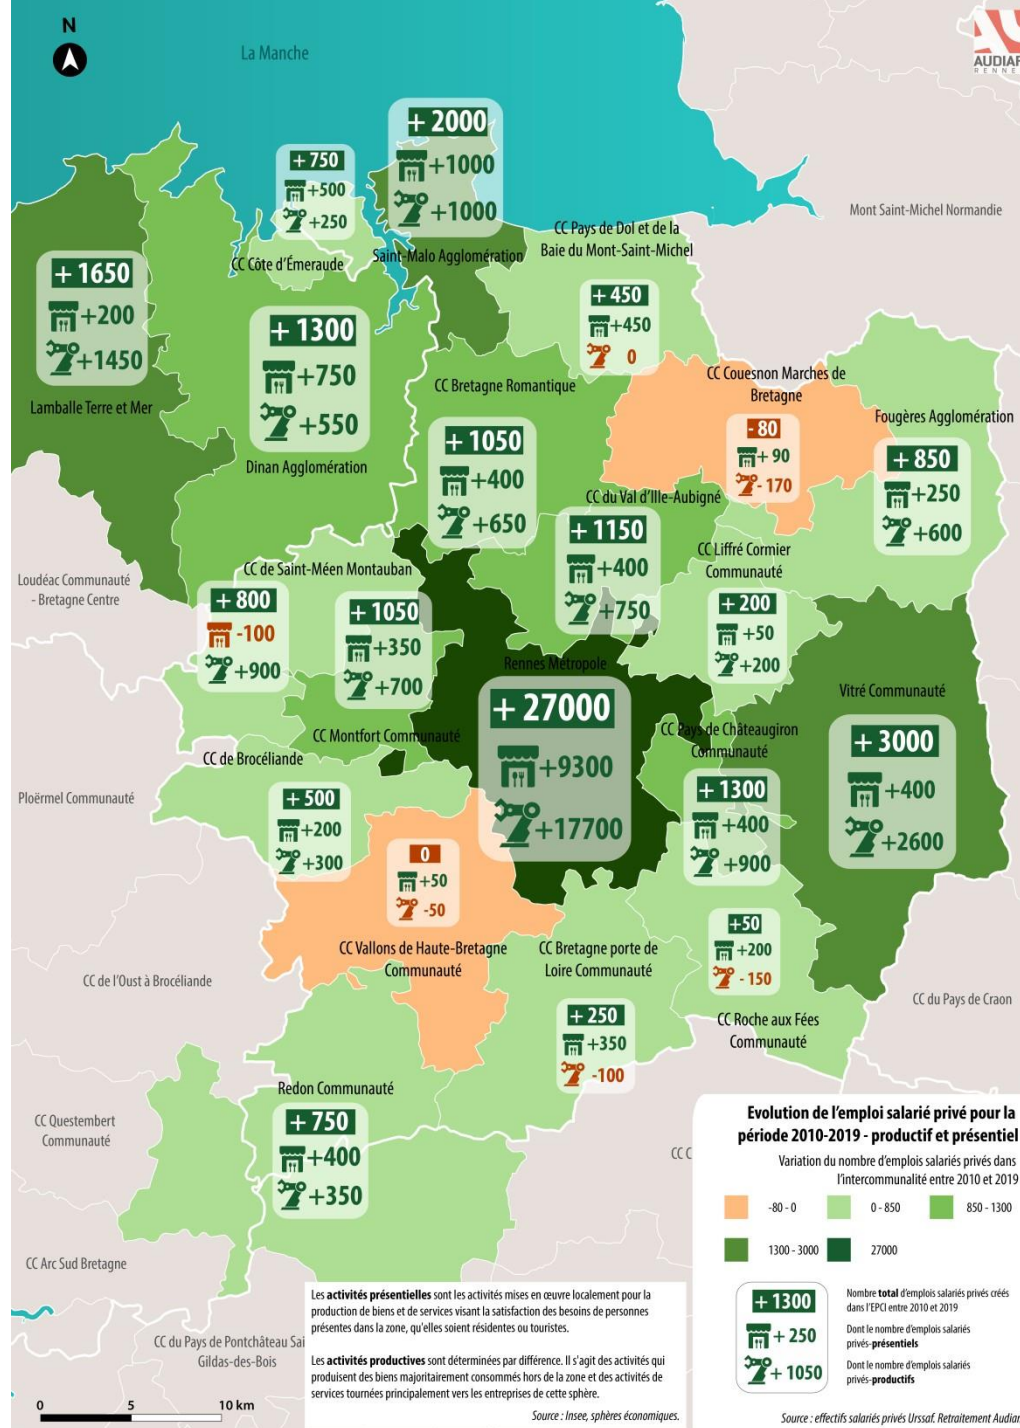 N
La Manche
AUDIAR
RENNES
+ 2000
+1000
+1000
Saint-Malo Agglomération
+ 750
+500
+250
CC Côte d'Émeraude
Mont Saint-Michel Normandie
CC Pays de Dol et de la
Baie du Mont-Saint-Michel
+ 450
+450
0
+ 1650
+200
+1450
Lamballe Terre et Mer
+ 1300
+750
+550
Dinan Agglomération
CC Bretagne Romantique
+ 1050
+400
+650
CC Couesnon Marches de
Bretagne
- 80
+ 90
- 170
Fougères Agglomération
+ 850
+250
+600
CC du Val d'Ille-Aubigné
+ 1150
+400
+750
CC Liffré Cormier
Communauté
+ 200
+50
+200
Loudéac Communauté
- Bretagne Centre
CC de Saint-Méen Montauban
+ 800
-100
+900
+ 1050
+350
+700
CC Montfort Communauté
Rennes Métropole
+ 27000
+9300
+17700
Vitré Communauté
+ 3000
+400
+2600
CC Pays de Châteaugiron
Communauté
+ 1300
+400
+900
CC de Brocéliande
+ 500
+200
+300
Ploërmel Communauté
0
+50
-50
CC Vallons de Haute-Bretagne
Communauté
CC Bretagne porte de
Loire Communauté
+ 250
+350
-100
+50
+200
- 150
CC Roche aux Fées
Communauté
CC de l'Oust à Brocéliande
CC du Pays de Craon
Redon Communauté
+ 750
+400
+350
CC Questembert
Communauté
CC C
CC Arc Sud Bretagne
CC du Pays de Pontchâteau Sai
Gildas-des-Bois
0 5 10 km
Les activités présentielles sont les activités mises en œuvre localement pour la
production de biens et de services visant la satisfaction des besoins de personnes
présentes dans la zone, qu'elles soient résidentes ou touristes.
Les activités productives sont déterminées par différence. Il s'agit des activités qui
produisent des biens majoritairement consommés hors de la zone et des activités de
services tournées principalement vers les entreprises de cette sphère.
Source : Insee, sphères économiques.
Evolution de l'emploi salarié privé pour la
période 2010-2019 - productif et présentiel
Variation du nombre d'emplois salariés privés dans
l'intercommunalité entre 2010 et 2019
-80 - 0 0 - 850 850 - 1300
1300 - 3000 27000
+ 1300
Nombre total d'emplois salariés privés créés
dans l'EPCI entre 2010 et 2019
+ 250
Dont le nombre d'emplois salariés
privés-présentiels
+ 1050
Dont le nombre d'emplois salariés
privés-productifs
Source : effectifs salariés privés Urssaf. Retraitement Audiar